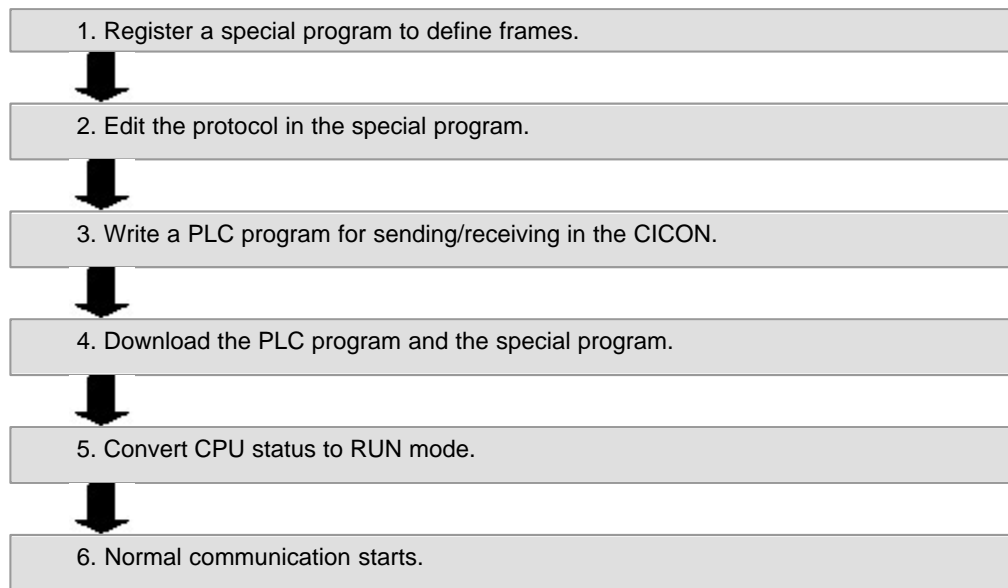 1. Register a special program to define frames.
2. Edit the protocol in the special program.
3. Write a PLC program for sending/receiving in the CICON.
4. Download the PLC program and the special program.
5. Convert CPU status to RUN mode.
6. Normal communication starts.